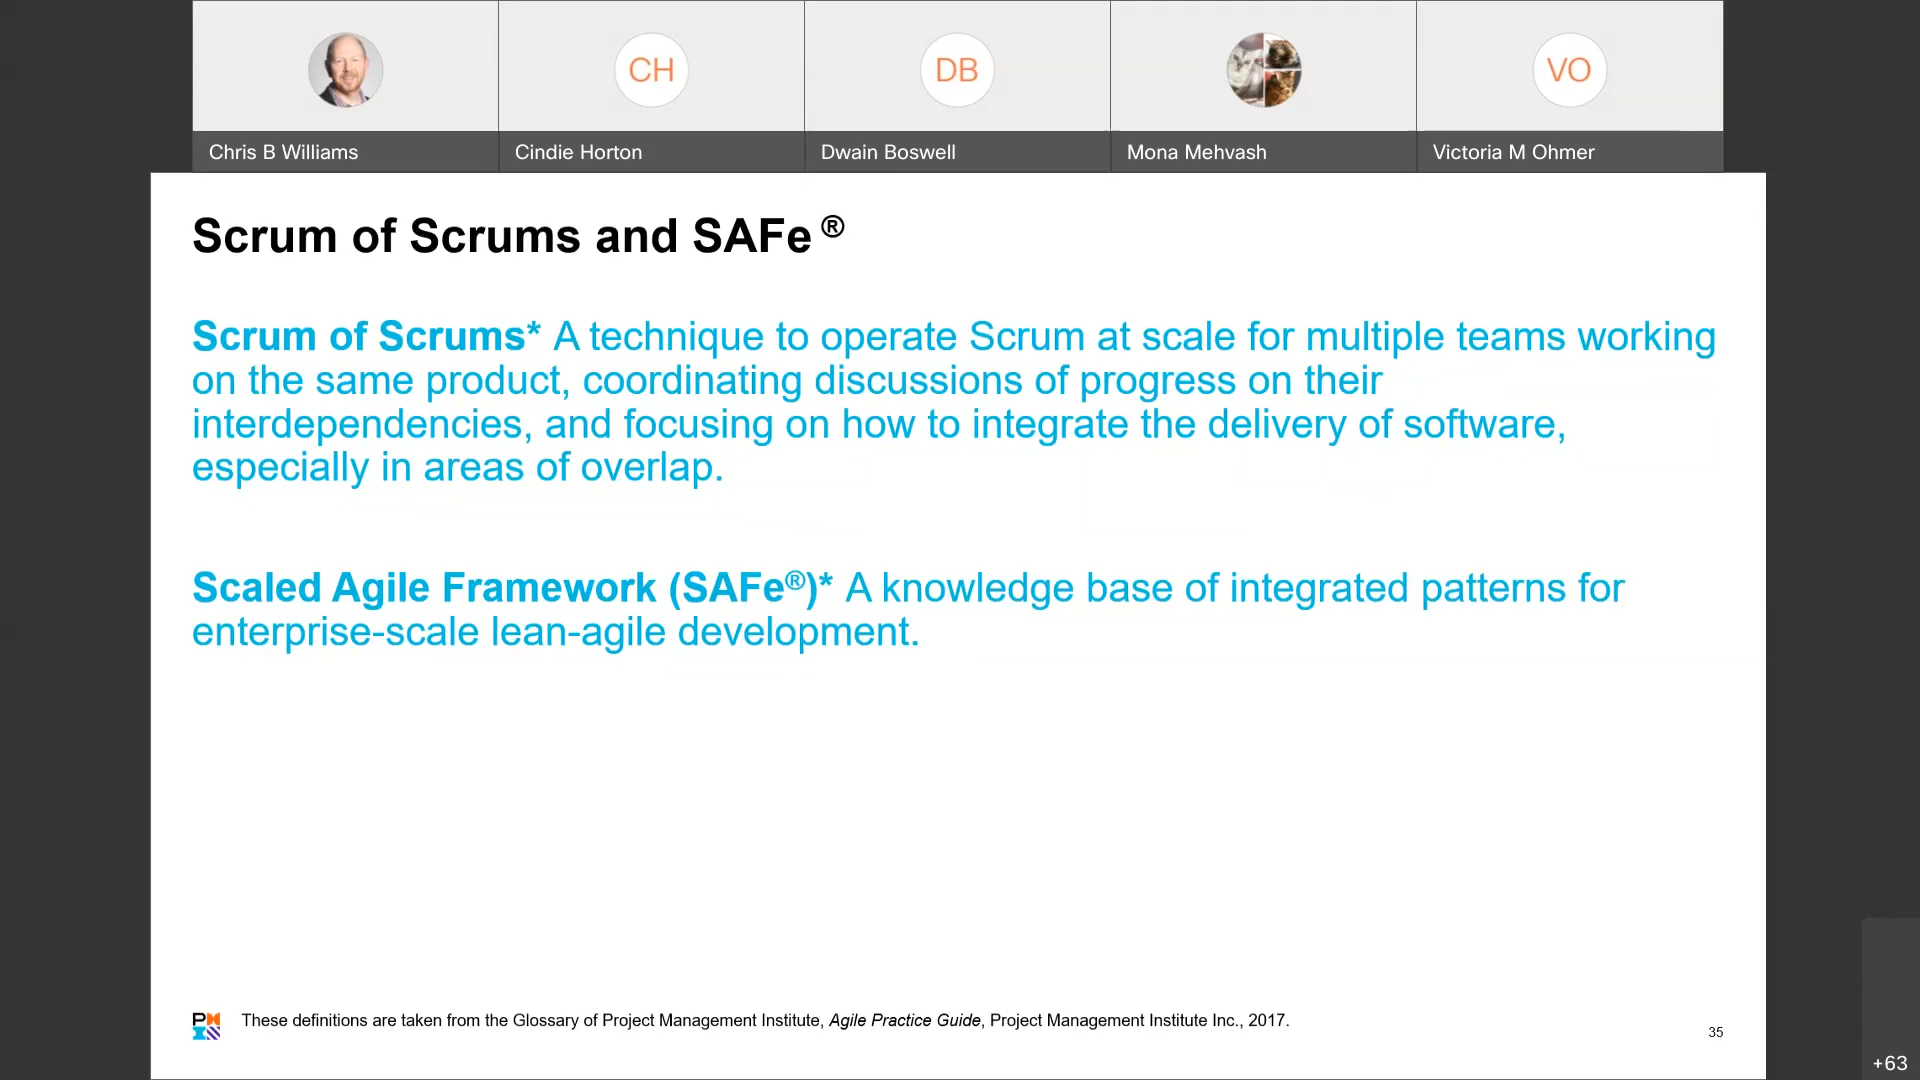 CH
DB
VO
Chris B Williams
Cindie Horton
Dwain Boswell
Mona Mehvash
Victoria M Ohmer
Scrum of Scrums and SAFe ®
Scrum of Scrums* A technique to operate Scrum at scale for multiple teams working
on the same product, coordinating discussions of progress on their
interdependencies, and focusing on how to integrate the delivery of software,
especially in areas of overlap.
Scaled Agile Framework (SAFe®)* A knowledge base of integrated patterns for
enterprise-scale lean-agile development.
These definitions are taken from the Glossary of Project Management Institute, Agile Practice Guide, Project Management Institute Inc., 2017.
35
+63